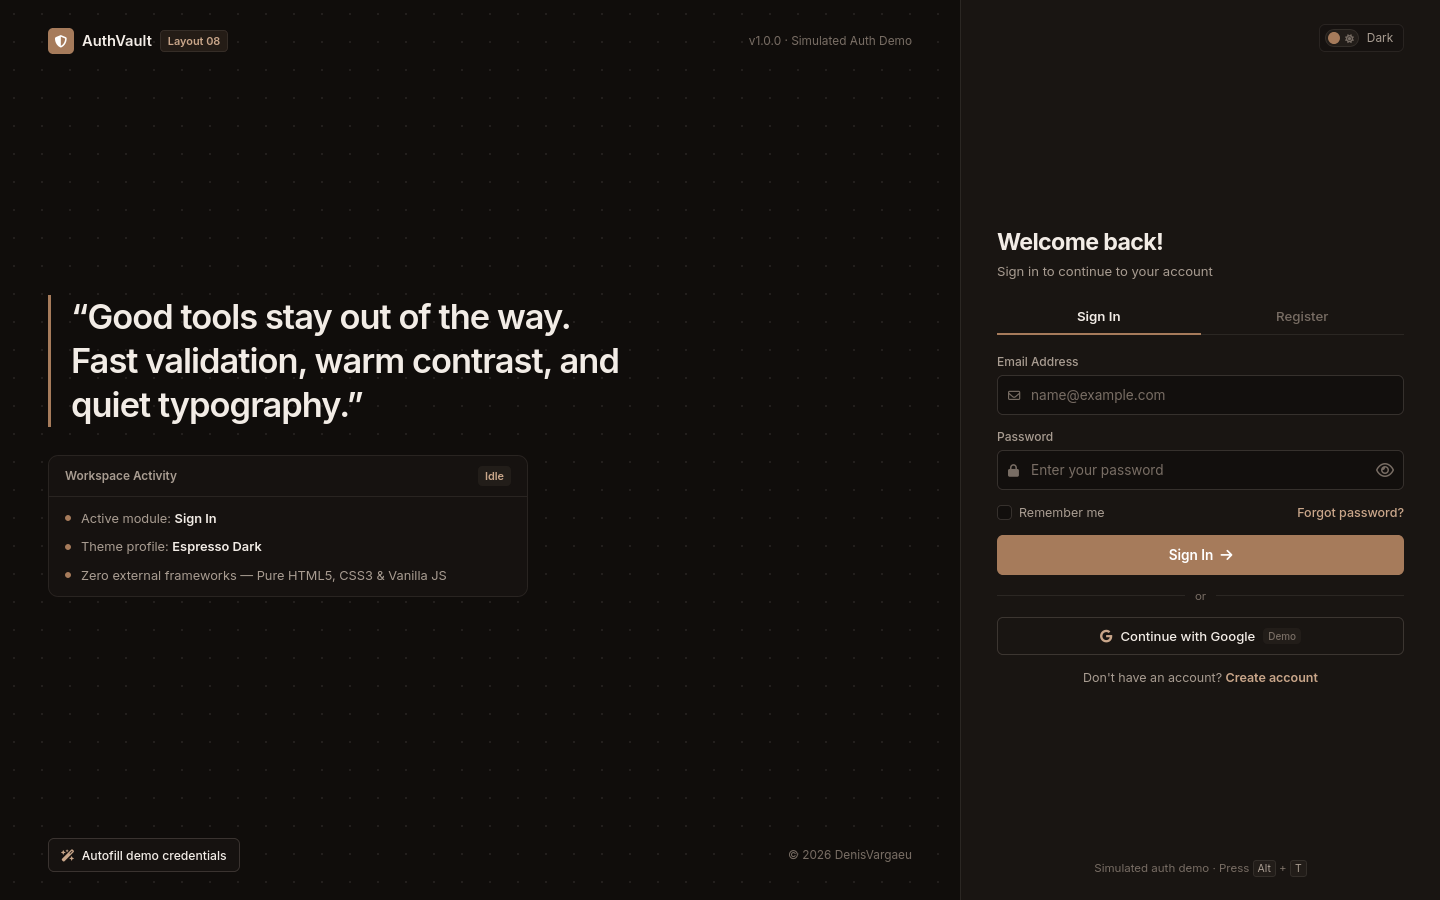 AuthVault Layout 08
v1.0.0 · Simulated Auth Demo
“Good tools stay out of the way.
Fast validation, warm contrast, and
quiet typography.”
Workspace Activity Idle
Active module: Sign In
Theme profile: Espresso Dark
Zero external frameworks — Pure HTML5, CSS3 & Vanilla JS
Autofill demo credentials
© 2026 DenisVargaeu
Dark
Welcome back!
Sign in to continue to your account
Sign In Register
Email Address
name@example.com
Password
Enter your password
Remember me Forgot password?
Sign In
or
Continue with Google Demo
Don't have an account? Create account
Simulated auth demo · Press Alt + T